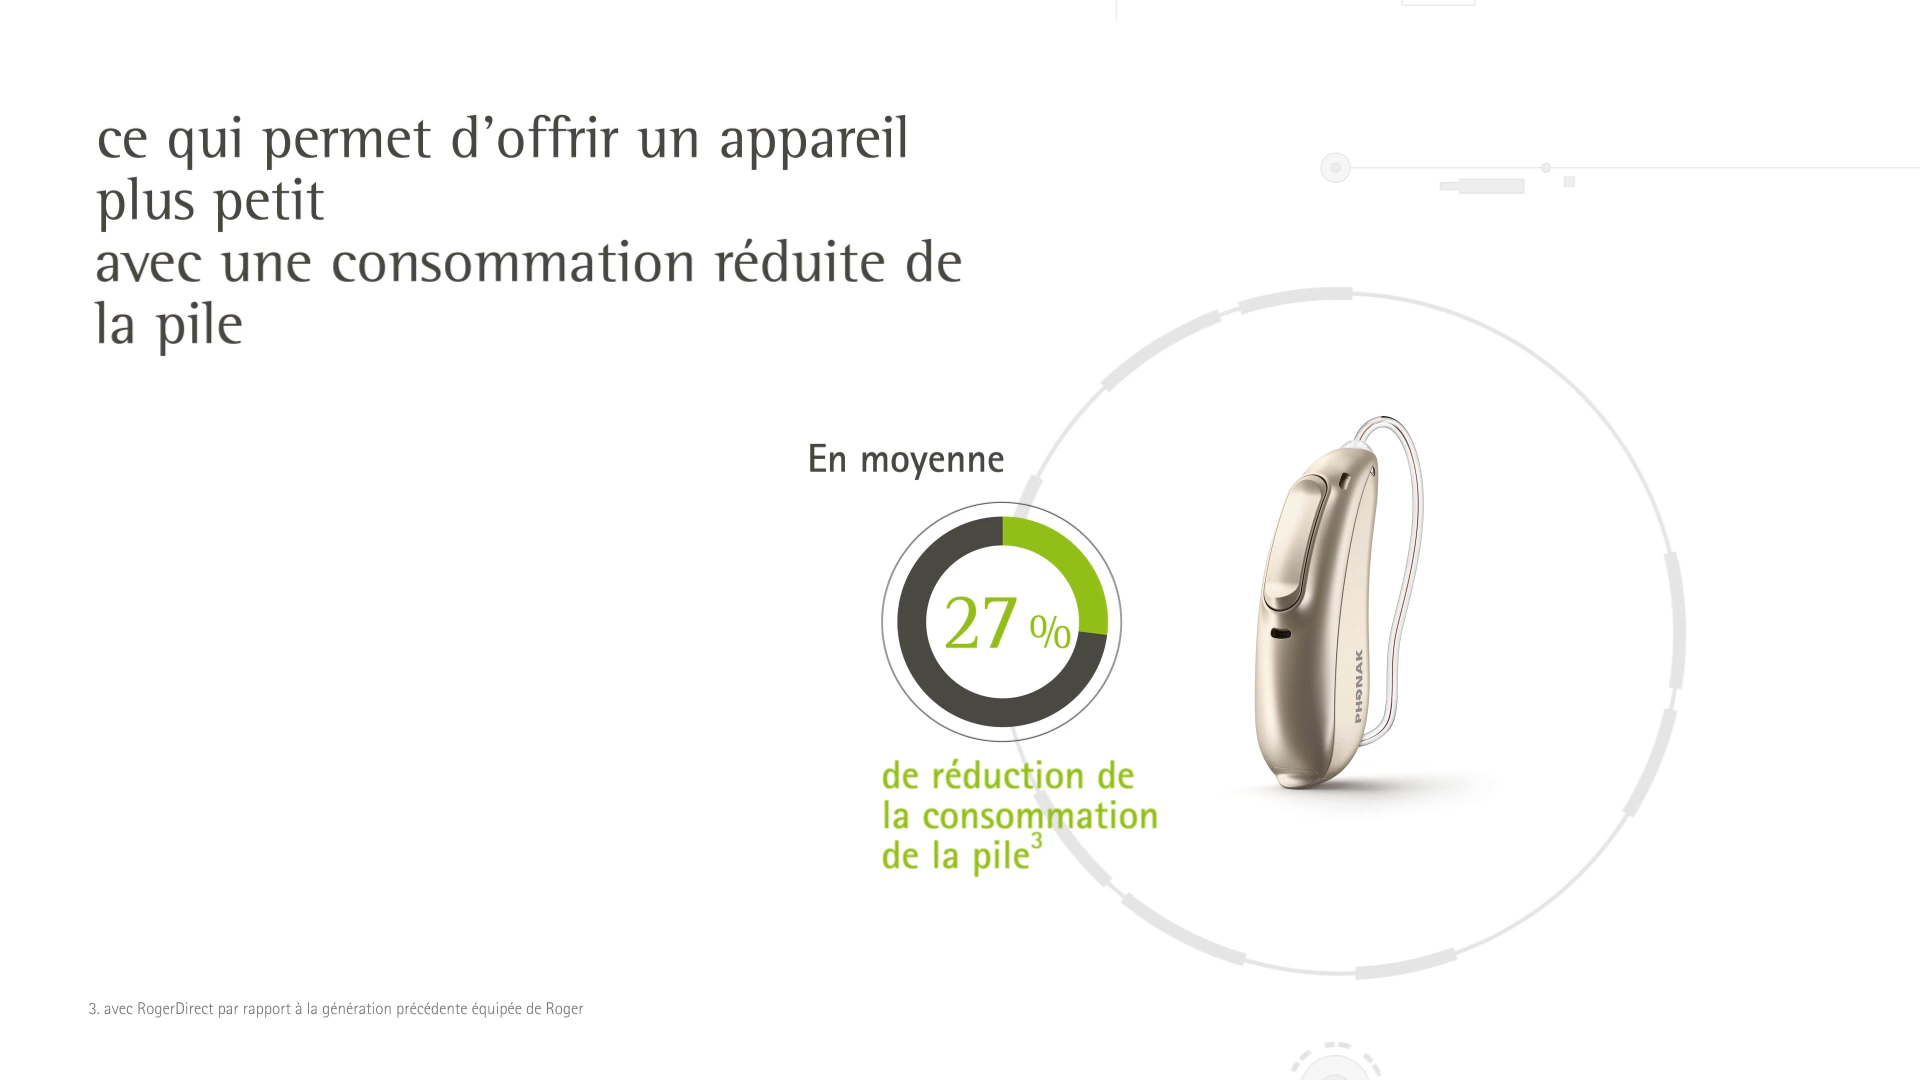 ce qui permet d’offrir un appareil
plus petit
avec une consommation réduite de
la pile
En moyenne
27 %
de réduction de
la consommation
de la pile³
PHONAK
3. avec RogerDirect par rapport à la génération précédente équipée de Roger